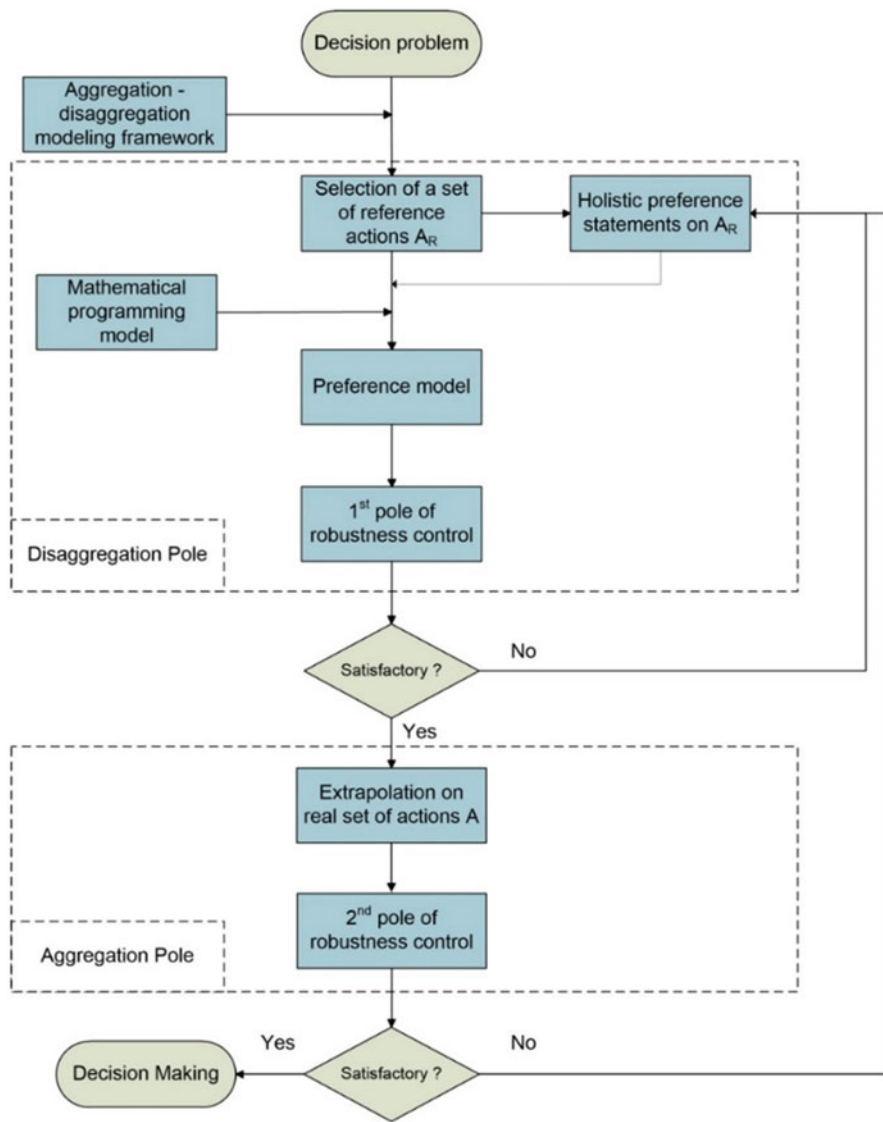 Decision problem
Aggregation -
disaggregation
modeling framework
Selection of a set
of reference
actions A_R
Holistic preference
statements on A_R
Mathematical
programming
model
Preference model
1st pole of
robustness control
Disaggregation Pole
Satisfactory ?
No
Yes
Extrapolation on
real set of actions A
2nd pole of
robustness control
Aggregation Pole
Yes
No
Decision Making
Satisfactory ?